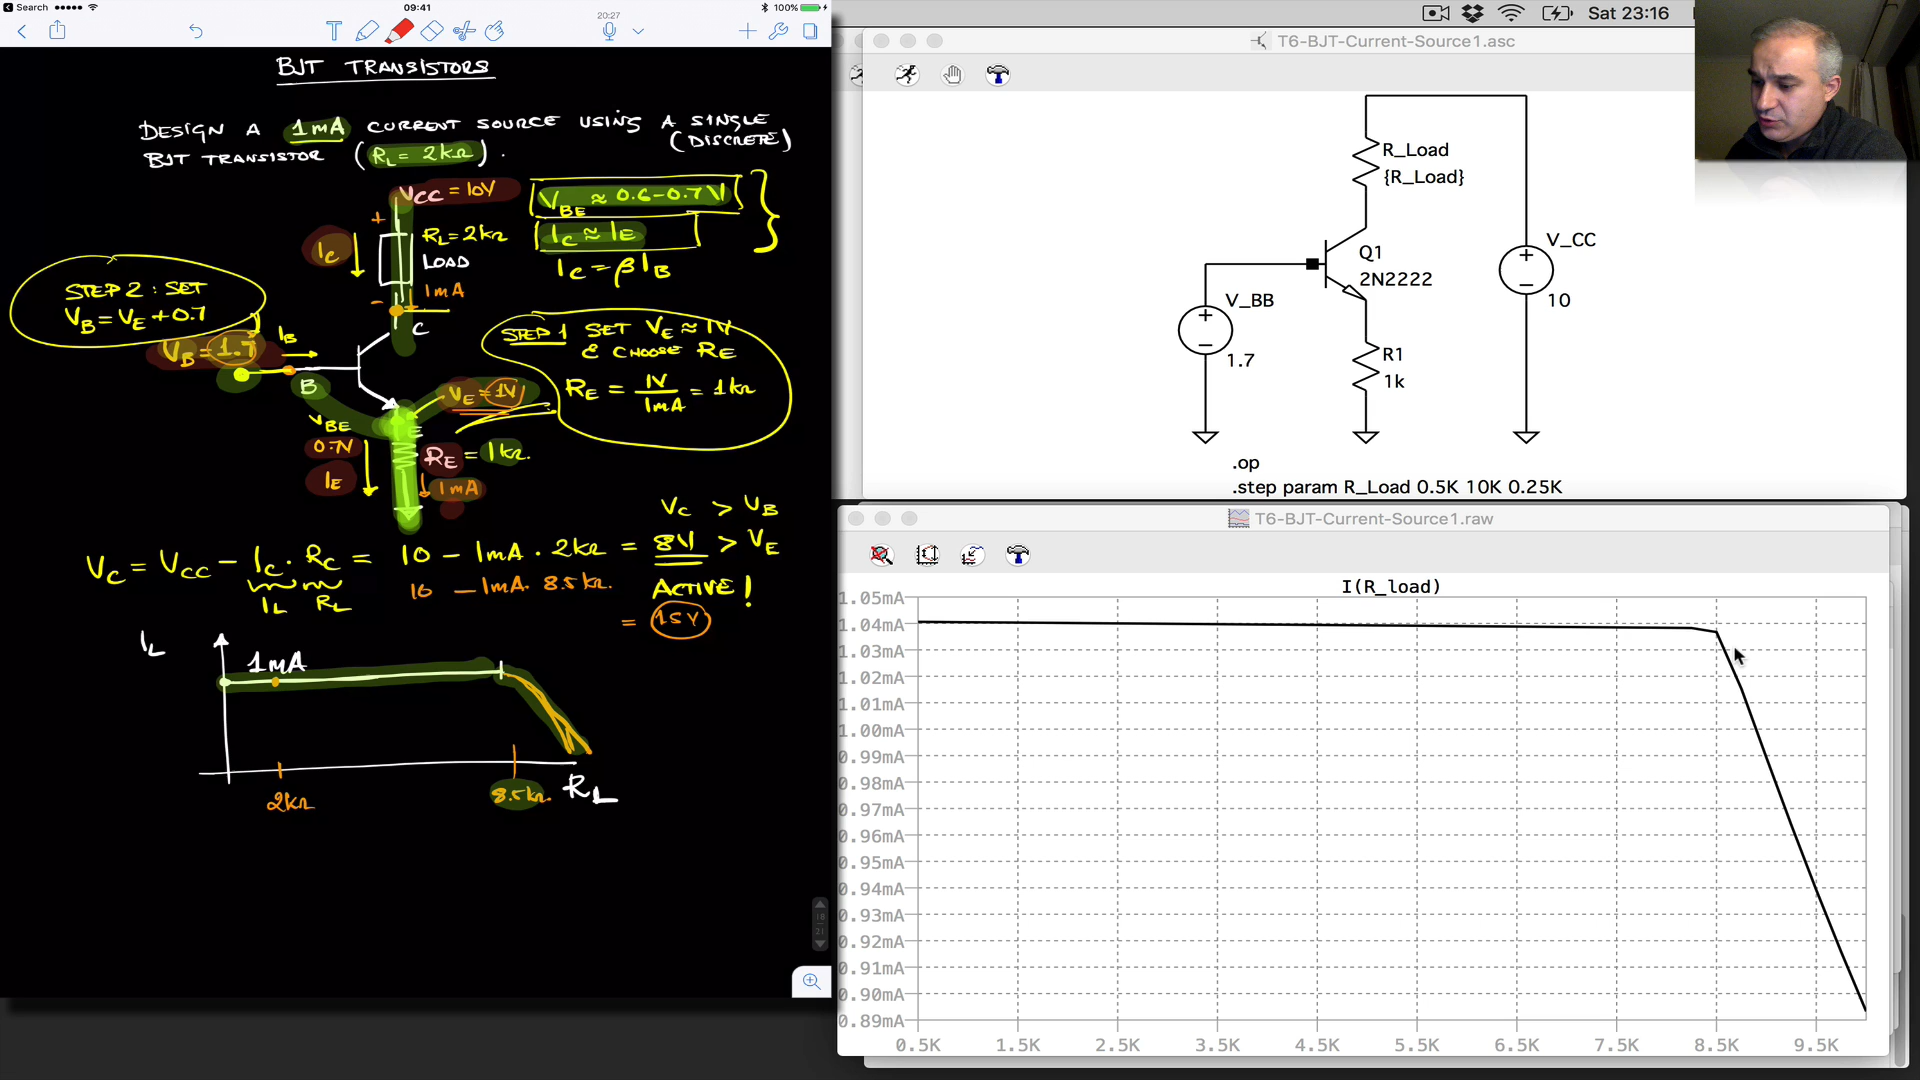 Search
09:41
100%
20:27
BJT TRANSISTORS
DESIGN A 1mA CURRENT SOURCE USING A SINGLE
(DISCRETE)
BJT TRANSISTOR (RL = 2kΩ).
VCC = 10V
VBE ≈ 0.6-0.7V
IC ≈ IE
IC = β IB
IC
+
RL=2kΩ
LOAD
-
1mA
C
STEP 2: SET
VB = VE + 0.7
VB = 1.7
IB
B
STEP 1 SET VE ≈ 1V
& CHOOSE RE
RE = 1V / 1mA = 1kΩ
VE = 1V
VBE
0.7V
E
RE = 1kΩ.
IE
1mA
VC > VB
VC = VCC - IC . RC = 10 - 1mA . 2kΩ = 8V > VE
IL RL
10 - 1mA. 8.5kΩ.
ACTIVE!
= 1.5V
IL
1mA
2kΩ
8.5kΩ.
RL
18
21
Sat 23:16
T6-BJT-Current-Source1.asc
R_Load
{R_Load}
Q1
2N2222
V_CC
+
-
10
V_BB
+
-
1.7
R1
1k
.op
.step param R_Load 0.5K 10K 0.25K
T6-BJT-Current-Source1.raw
I(R_load)
1.05mA
1.04mA
1.03mA
1.02mA
1.01mA
1.00mA
0.99mA
0.98mA
0.97mA
0.96mA
0.95mA
0.94mA
0.93mA
0.92mA
0.91mA
0.90mA
0.89mA
0.5K 1.5K 2.5K 3.5K 4.5K 5.5K 6.5K 7.5K 8.5K 9.5K